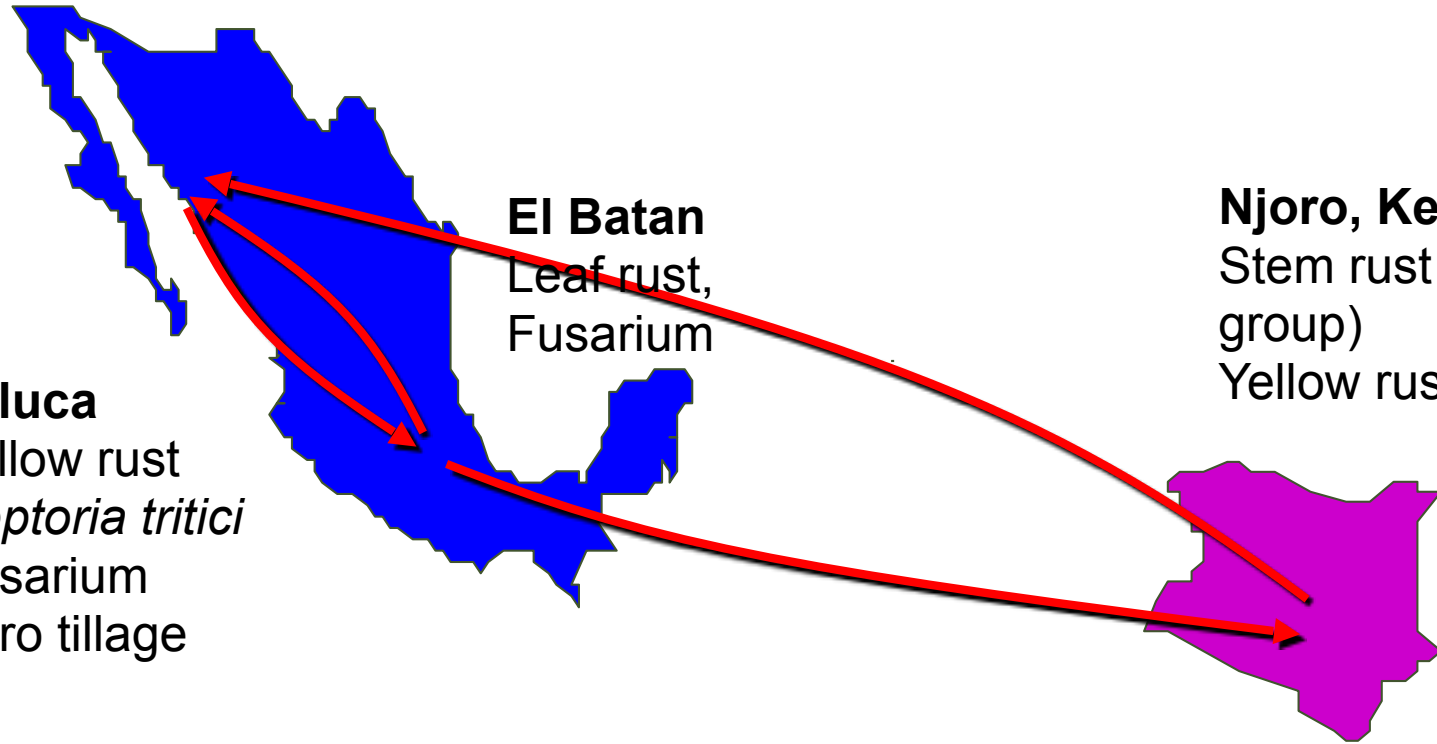 El Batan
Leaf rust,
Fusarium
luca
llow rust
ptoria tritici
sarium
ro tillage
Njoro, Ke
Stem rust
group)
Yellow rus